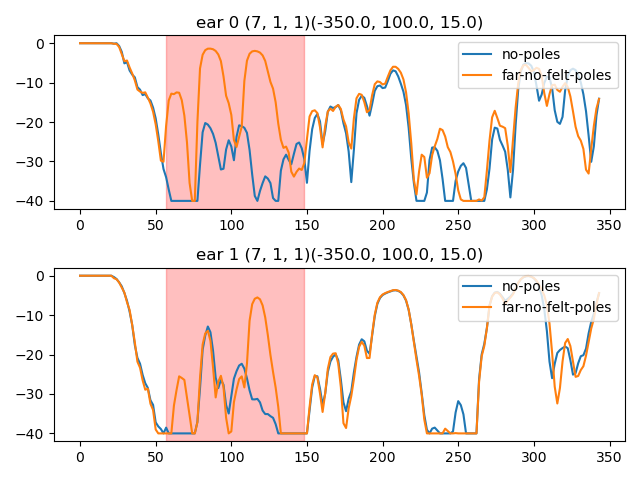 ear 0 (7, 1, 1)(-350.0, 100.0, 15.0)
0
no-poles
far-no-felt-poles
−10
−20
−30
−40
0 50 100 150 200 250 300 350
ear 1 (7, 1, 1)(-350.0, 100.0, 15.0)
0
no-poles
far-no-felt-poles
−10
−20
−30
−40
0 50 100 150 200 250 300 350